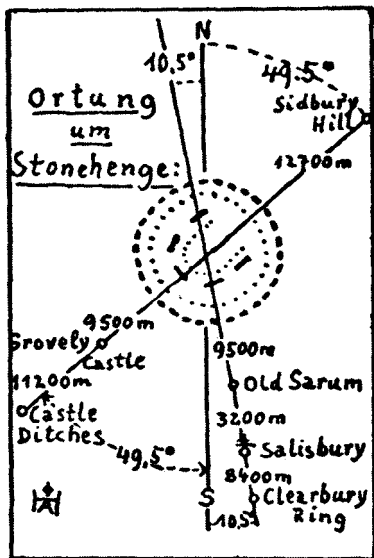 N
10.5°
49.5°
Ortung
um
Stonehenge:
Sidbury
Hill
12700m
9500m
Grovely
Castle
11200m
Castle
Ditches
49.5°
9500m
Old Sarum
3200m
Salisbury
8400m
Clearbury
Ring
S
10.5